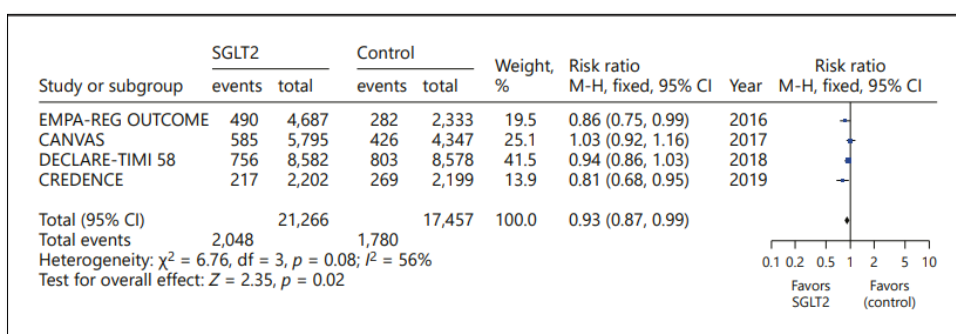 SGLT2 Control Weight, Risk ratio Risk ratio
Study or subgroup events total events total % M-H, fixed, 95% CI Year M-H, fixed, 95% CI
EMPA-REG OUTCOME 490 4,687 282 2,333 19.5 0.86 (0.75, 0.99) 2016
CANVAS 585 5,795 426 4,347 25.1 1.03 (0.92, 1.16) 2017
DECLARE-TIMI 58 756 8,582 803 8,578 41.5 0.94 (0.86, 1.03) 2018
CREDENCE 217 2,202 269 2,199 13.9 0.81 (0.68, 0.95) 2019
Total (95% CI) 21,266 17,457 100.0 0.93 (0.87, 0.99)
Total events 2,048 1,780
Heterogeneity: χ² = 6.76, df = 3, p = 0.08; I² = 56%
Test for overall effect: Z = 2.35, p = 0.02
0.1 0.2 0.5 1 2 5 10
Favors Favors
SGLT2 (control)